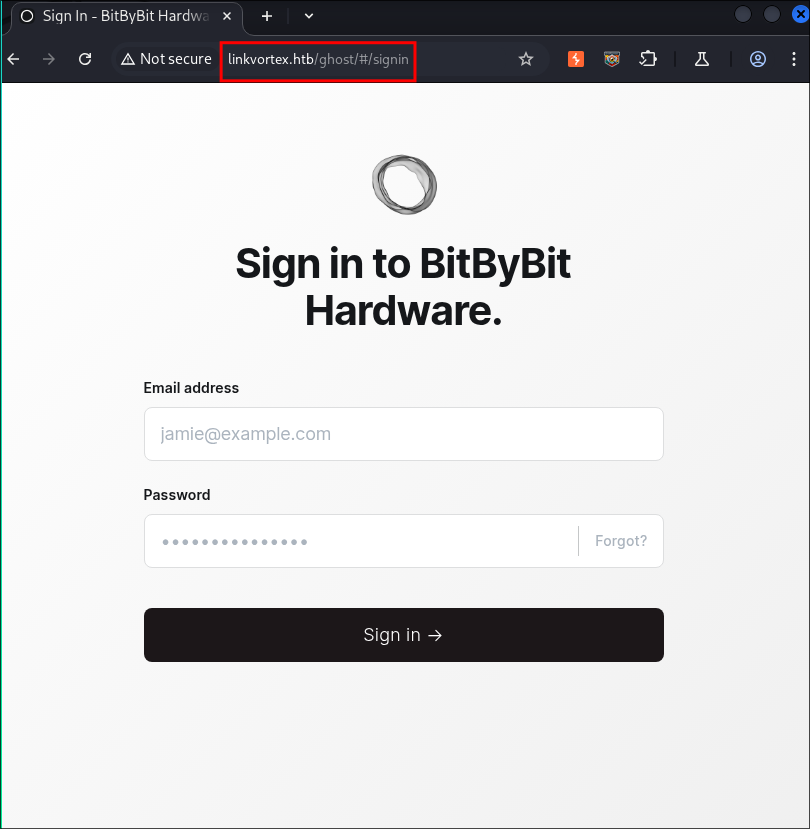 Sign In - BitByBit Hardwa
Not secure linkvortex.htb/ghost/#/signin
Sign in to BitByBit
Hardware.
Email address
jamie@example.com
Password
Forgot?
Sign in →